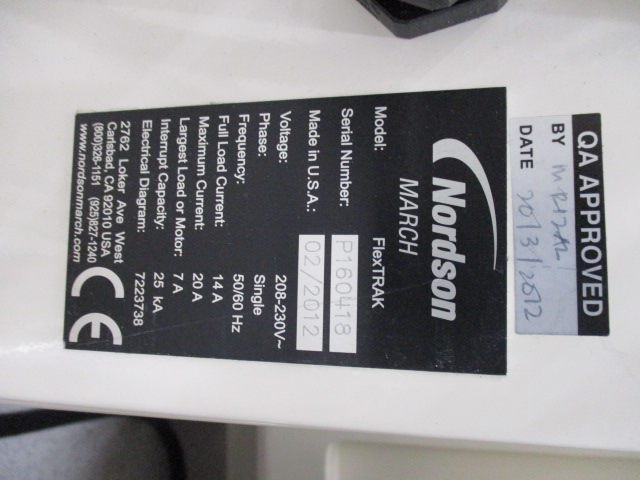 Nordson
MARCH
Model: FlexTRAK
Serial Number: P160418
Made in U.S.A.: 02/2012
Voltage: 208-230V~
Phase: Single
Frequency: 50/60 Hz
Full Load Current: 14 A
Maximum Current: 20 A
Largest Load or Motor: 7 A
Interrupt Capacity: 25 kA
Electrical Diagram: 7223738
2762 Loker Ave West
Carlsbad, CA 92010 USA
(800)326-1151 (925)827-1240
www.nordsonmarch.com
CE
QA APPROVED
BY
DATE 2013/2012